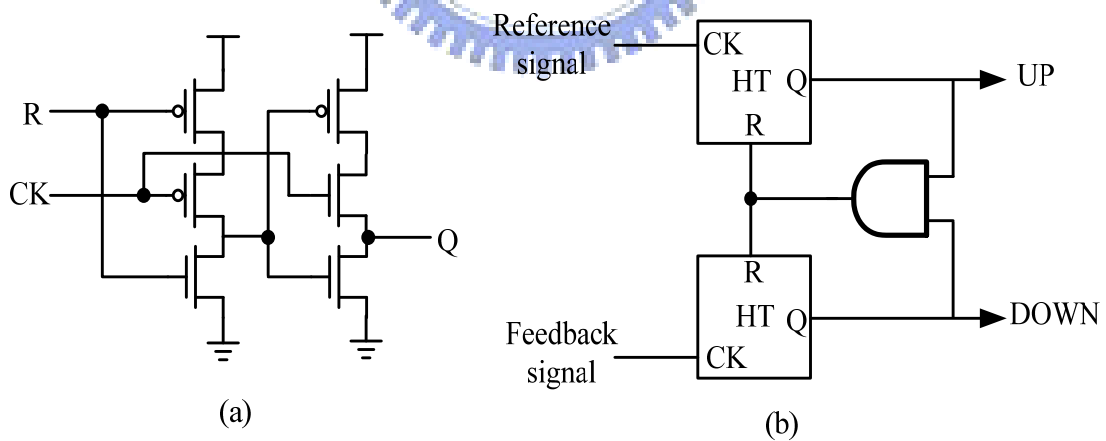 R
CK
Q
(a)
Reference
signal
CK
HT Q
R
UP
R
HT Q
CK
DOWN
Feedback
signal
(b)